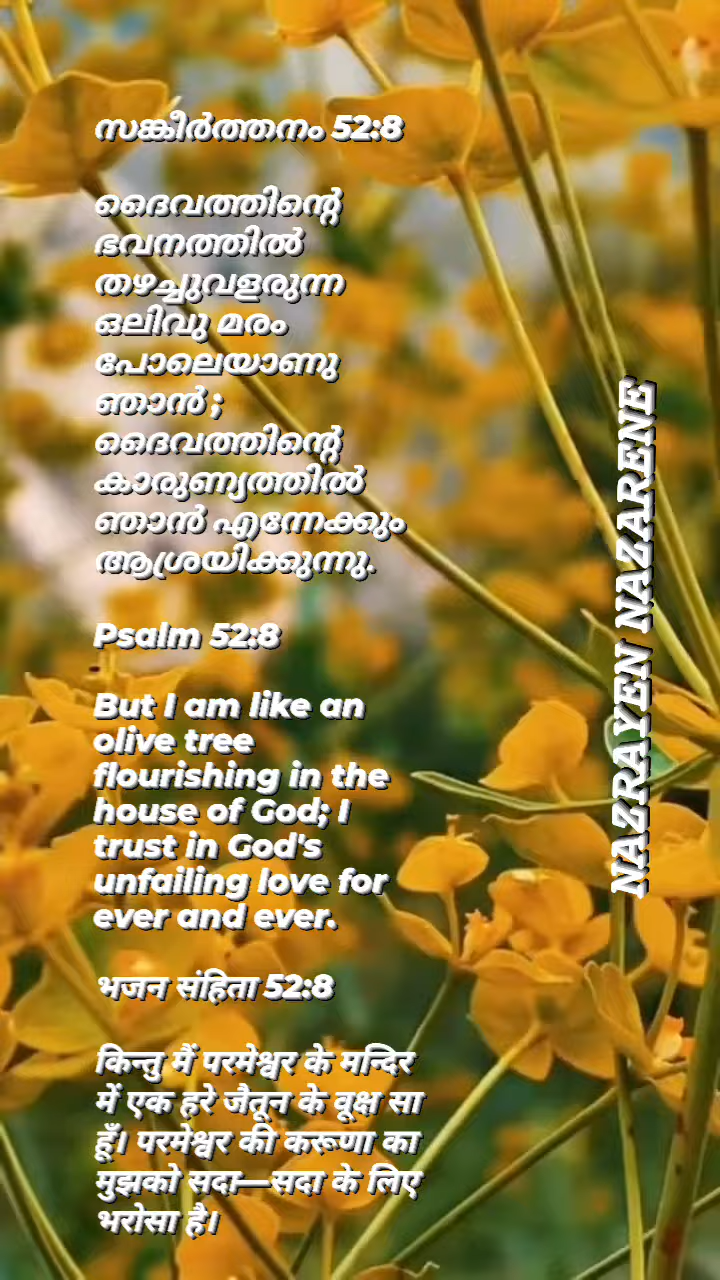 സങ്കീർത്തനം 52:8
ദൈവത്തിന്റെ
ഭവനത്തിൽ
തഴച്ചുവളരുന്ന
ഒലിവു മരം
പോലെയാണു
ഞാൻ ;
ദൈവത്തിന്റെ
കാരുണ്യത്തിൽ
ഞാൻ എന്നേക്കും
ആശ്രയിക്കുന്നു.
Psalm 52:8
-
But I am like an
olive tree
flourishing in the
house of God; I
trust in God's
unfailing love for
ever and ever.
भजन संहिता 52:8
किन्तु मैं परमेश्वर के मन्दिर
में एक हरे जैतून के वृक्ष सा
हूँ। परमेश्वर की करूणा का
मुझको सदा—सदा के लिए
भरोसा है।
NAZRAYEN NAZARENE